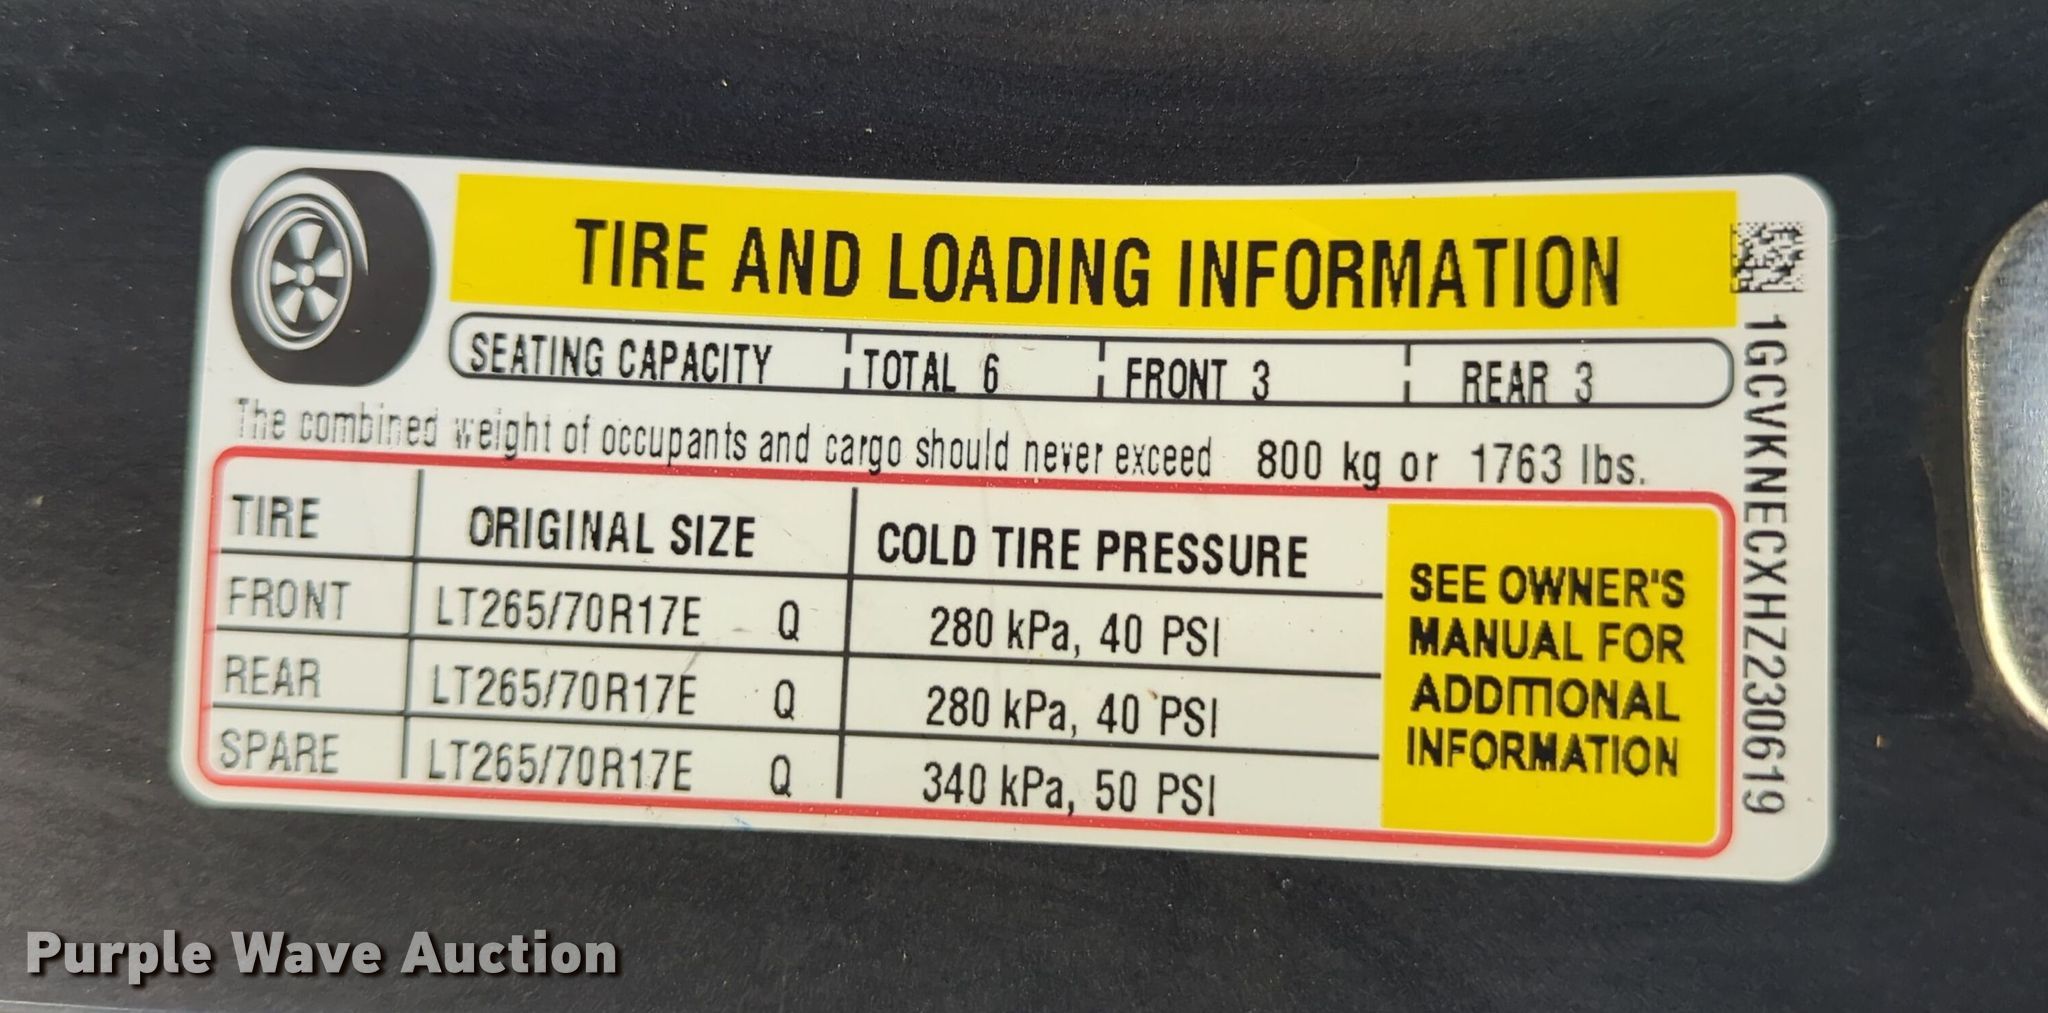 TIRE AND LOADING INFORMATION
SEATING CAPACITY TOTAL 6 FRONT 3 REAR 3
The combined weight of occupants and cargo should never exceed 800 kg or 1763 lbs.
TIRE ORIGINAL SIZE COLD TIRE PRESSURE
FRONT LT265/70R17E Q 280 kPa, 40 PSI
REAR LT265/70R17E Q 280 kPa, 40 PSI
SPARE LT265/70R17E Q 340 kPa, 50 PSI
SEE OWNER'S
MANUAL FOR
ADDITIONAL
INFORMATION
1GCVKNECXHZ230619
Purple Wave Auction